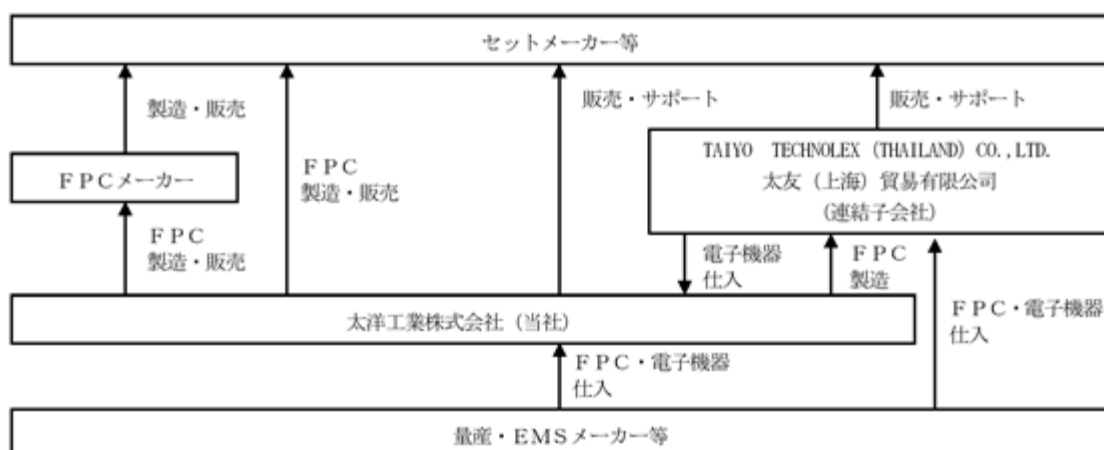 セットメーカー等
製造・販売
販売・サポート
販売・サポート
FPCメーカー
FPC
製造・販売
TAIYO TECHNOLEX (THAILAND) CO.,LTD.
太友(上海)貿易有限公司
(連結子会社)
FPC
製造・販売
電子機器
仕入
FPC
製造
FPC・電子機器
仕入
太洋工業株式会社(当社)
FPC・電子機器
仕入
量産・EMSメーカー等